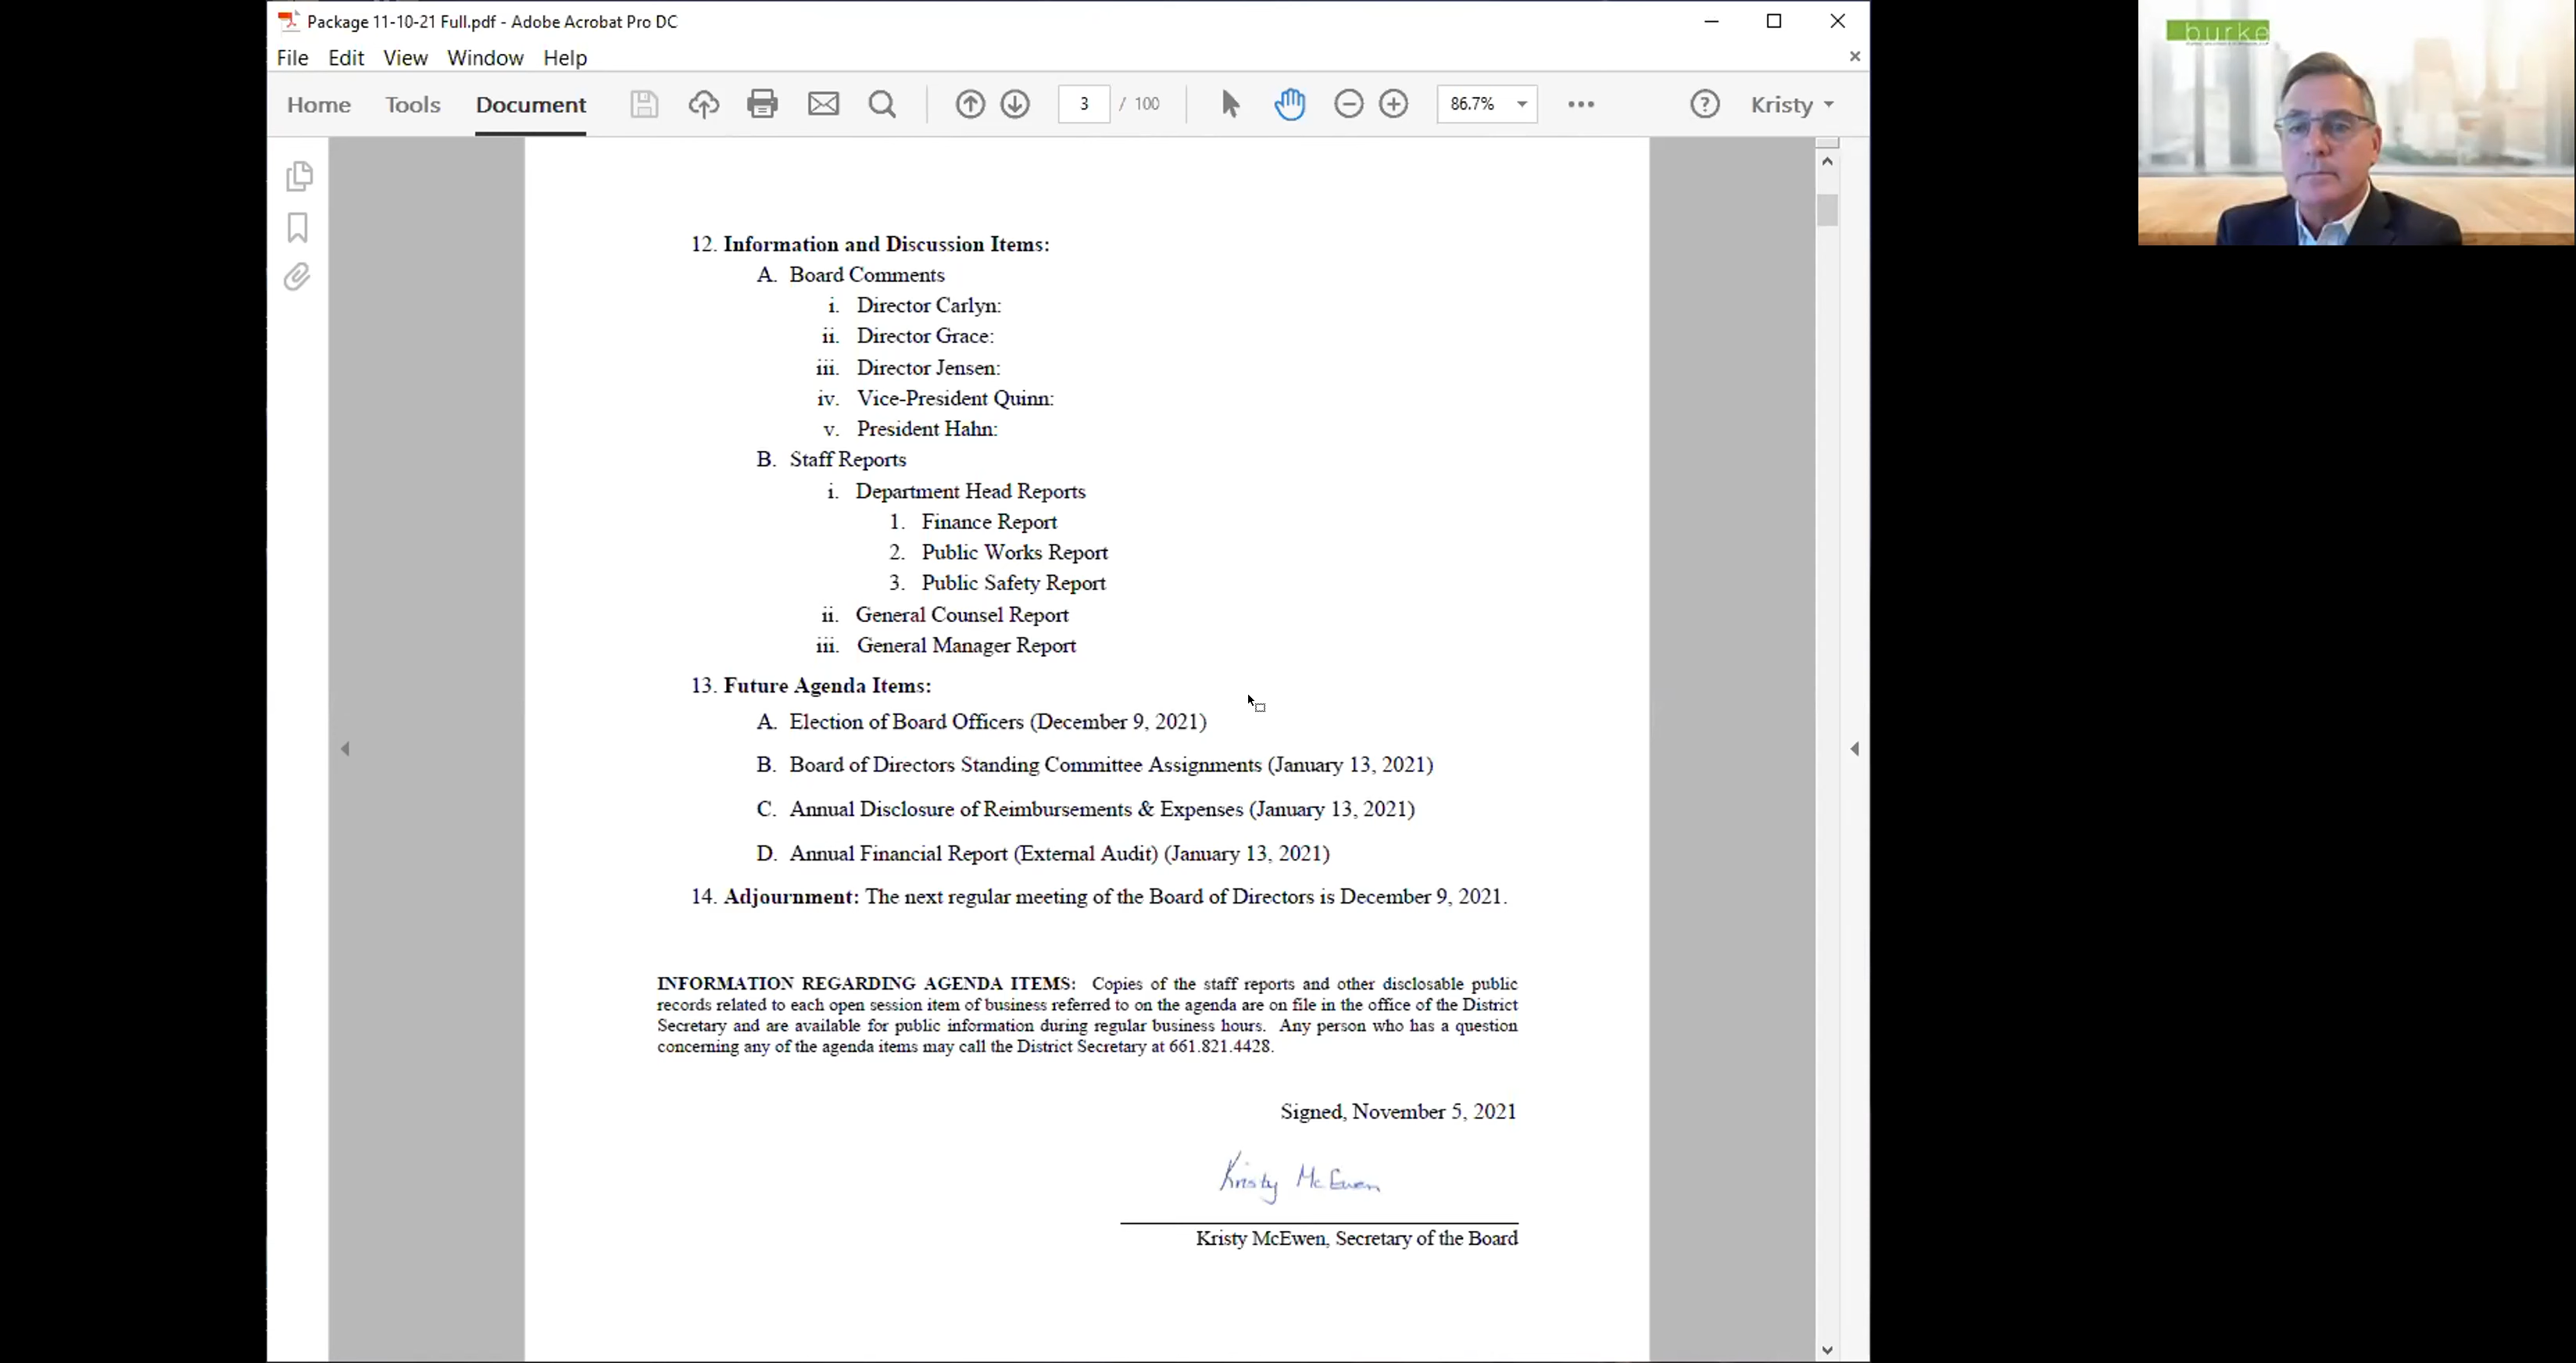 Package 11-10-21 Full.pdf - Adobe Acrobat Pro DC
File Edit View Window Help
Home Tools Document 3 / 100 86.7% Kristy
burke
12. Information and Discussion Items:
A. Board Comments
i. Director Carlyn:
ii. Director Grace:
iii. Director Jensen:
iv. Vice-President Quinn:
v. President Hahn:
B. Staff Reports
i. Department Head Reports
1. Finance Report
2. Public Works Report
3. Public Safety Report
ii. General Counsel Report
iii. General Manager Report
13. Future Agenda Items:
A. Election of Board Officers (December 9, 2021)
B. Board of Directors Standing Committee Assignments (January 13, 2021)
C. Annual Disclosure of Reimbursements & Expenses (January 13, 2021)
D. Annual Financial Report (External Audit) (January 13, 2021)
14. Adjournment: The next regular meeting of the Board of Directors is December 9, 2021.
INFORMATION REGARDING AGENDA ITEMS: Copies of the staff reports and other disclosable public
records related to each open session item of business referred to on the agenda are on file in the office of the District
Secretary and are available for public information during regular business hours. Any person who has a question
concerning any of the agenda items may call the District Secretary at 661.821.4428.
Signed, November 5, 2021
Kristy McEwen
Kristy McEwen, Secretary of the Board